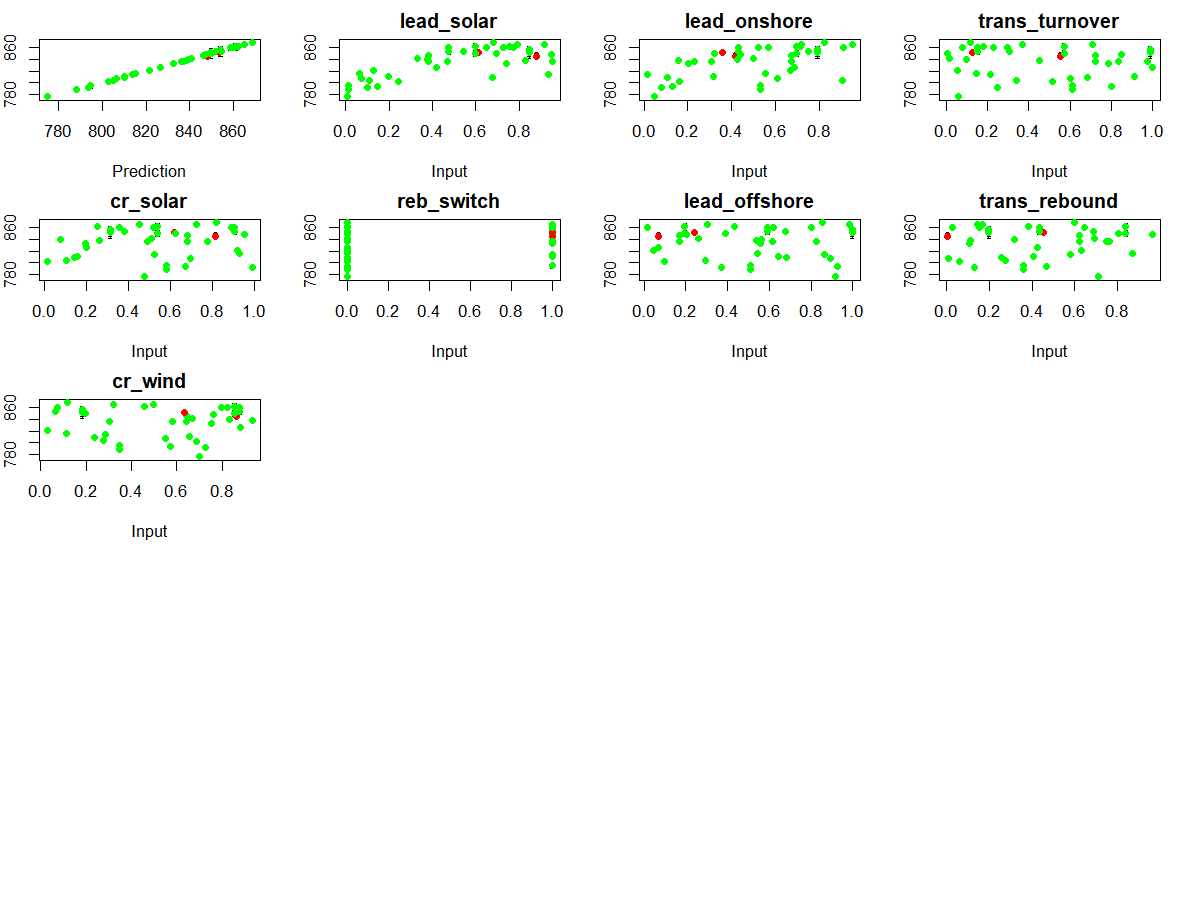 lead_solar lead_onshore trans_turnover
780 860 780 860 780 860 780 860
780 800 820 840 860 0.0 0.2 0.4 0.6 0.8 0.0 0.2 0.4 0.6 0.8 0.0 0.2 0.4 0.6 0.8 1.0
Prediction Input Input Input
cr_solar reb_switch lead_offshore trans_rebound
780 860 780 860 780 860 780 860
0.0 0.2 0.4 0.6 0.8 1.0 0.0 0.2 0.4 0.6 0.8 1.0 0.0 0.2 0.4 0.6 0.8 1.0 0.0 0.2 0.4 0.6 0.8
Input Input Input Input
cr_wind
780 860
0.0 0.2 0.4 0.6 0.8
Input